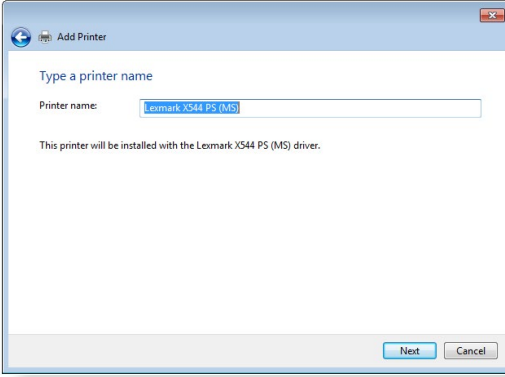 Add Printer
Type a printer name
Printer name: Lexmark X544 PS (MS)
This printer will be installed with the Lexmark X544 PS (MS) driver.
Next Cancel